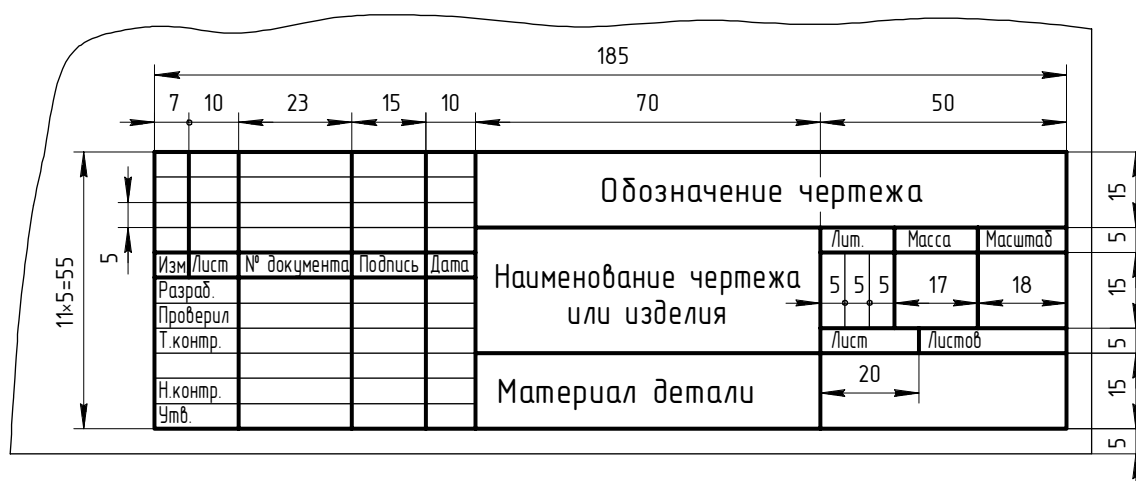 185
7 10 23 15 10 70 50
Обозначение чертежа
15
Лит. Масса Масштаб
5
5
Изм Лист № документа Подпись Дата
Наименование чертежа
или изделия
5 5 5 17 18
15
11×5=55
Разраб.
Проверил
Т.контр.
Лист Листов
5
Н.контр.
Утв.
Материал детали
20
15
5